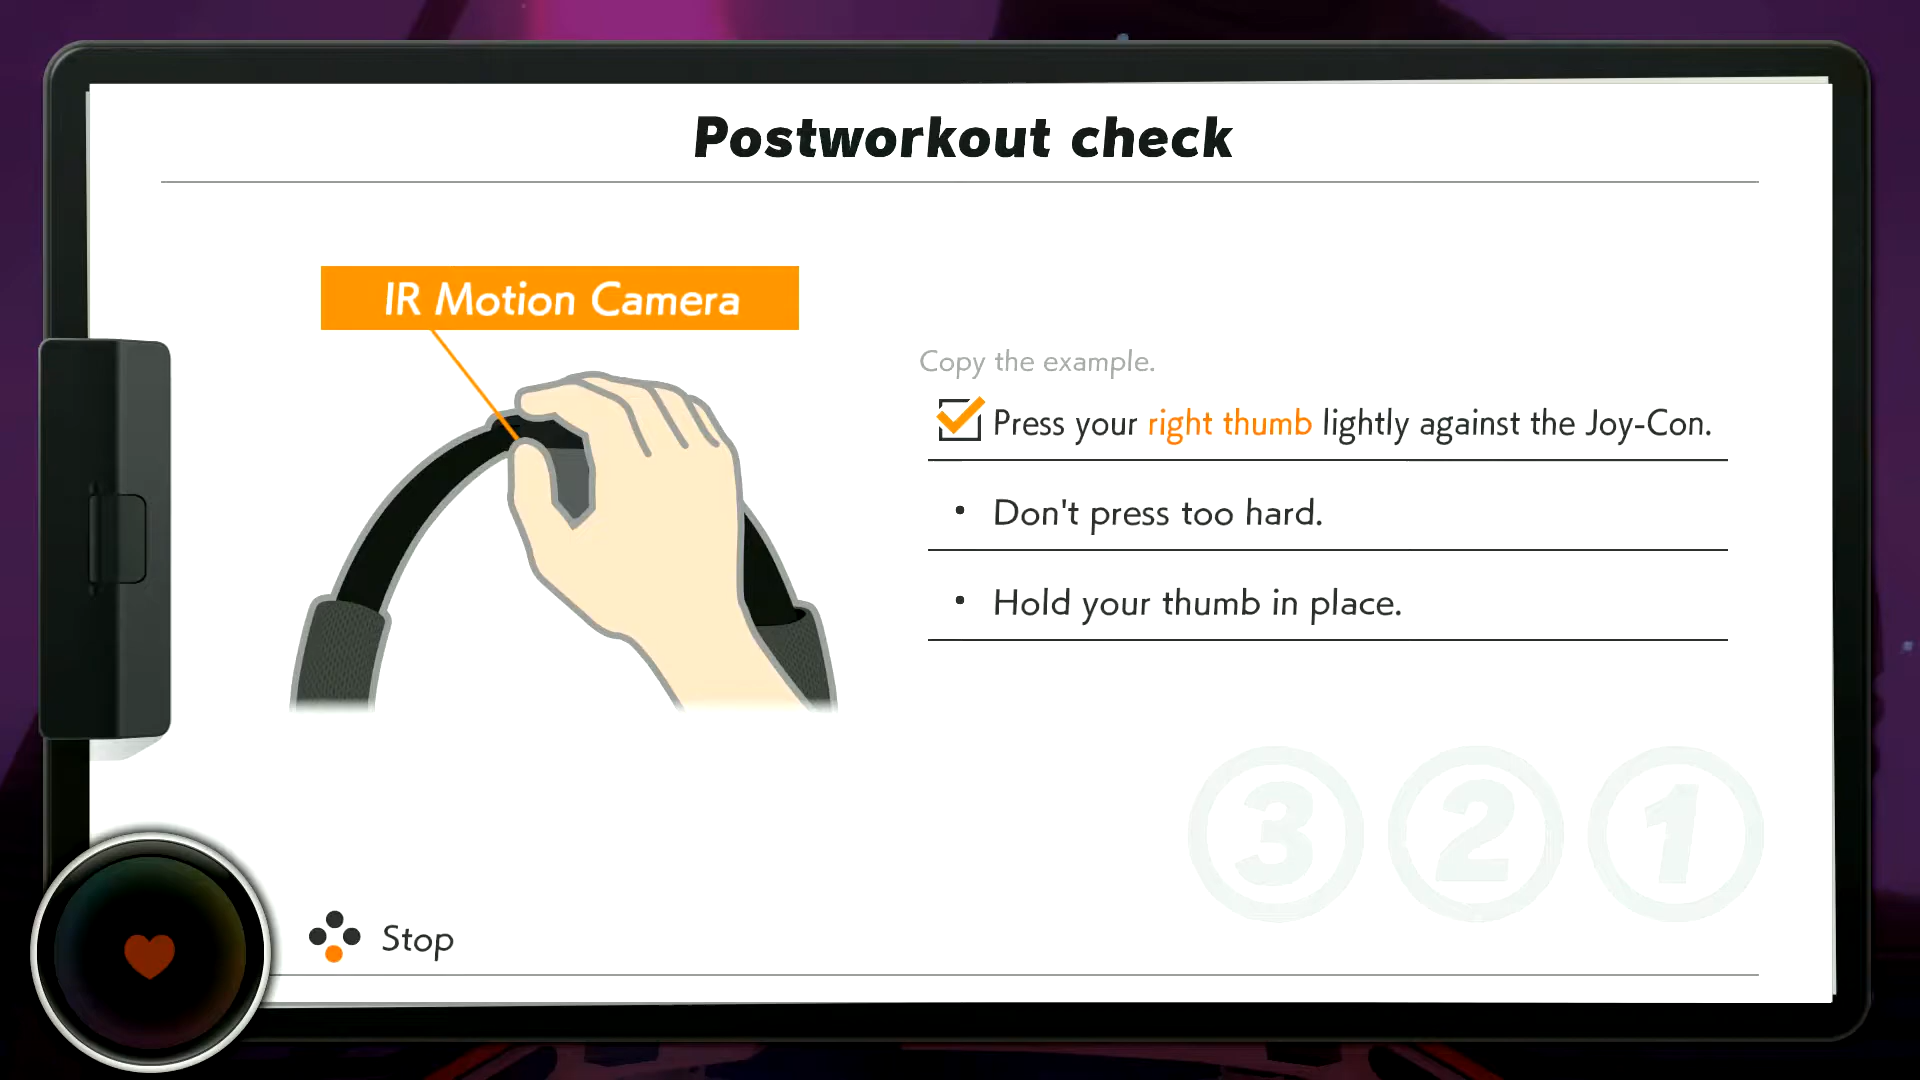 Postworkout check
IR Motion Camera
Copy the example.
Press your right thumb lightly against the Joy-Con.
• Don't press too hard.
• Hold your thumb in place.
3 2 1
Stop